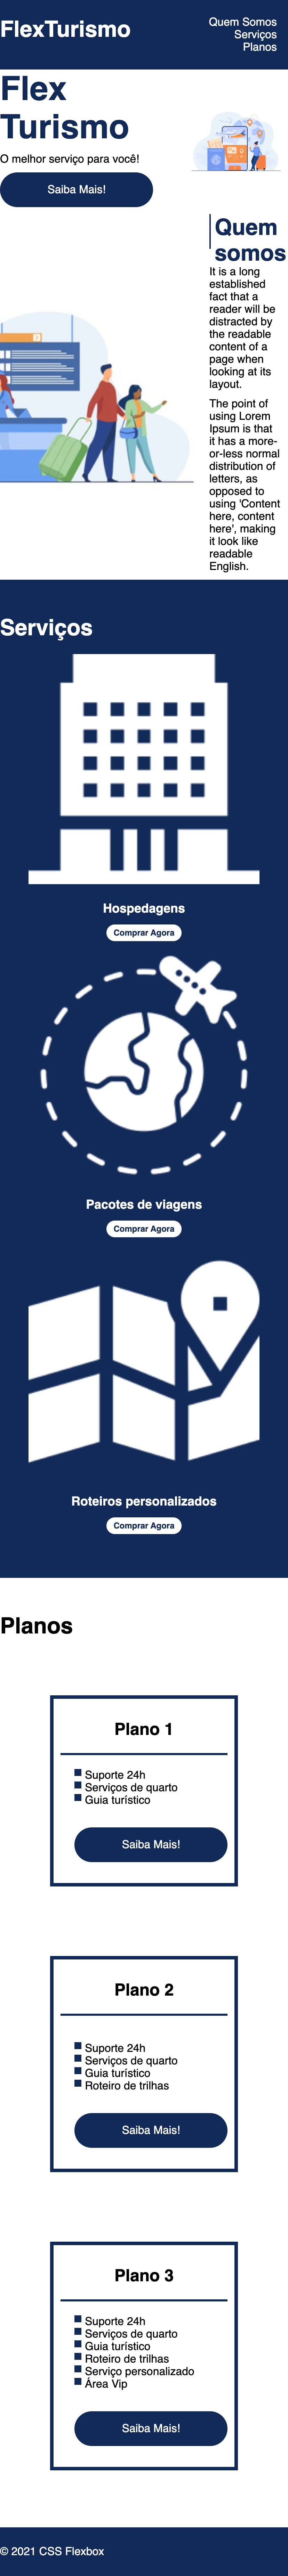 FlexTurismo
Quem Somos
Serviços
Planos
Flex
Turismo
O melhor serviço para você!
Saiba Mais!
Quem
somos
It is a long
established
fact that a
reader will be
distracted by
the readable
content of a
page when
looking at its
layout.
The point of
using Lorem
Ipsum is that
it has a more-
or-less normal
distribution of
letters, as
opposed to
using 'Content
here, content
here', making
it look like
readable
English.
Serviços
Hospedagens
Comprar Agora
Pacotes de viagens
Comprar Agora
Roteiros personalizados
Comprar Agora
Planos
Plano 1
Suporte 24h
Serviços de quarto
Guia turístico
Saiba Mais!
Plano 2
Suporte 24h
Serviços de quarto
Guia turístico
Roteiro de trilhas
Saiba Mais!
Plano 3
Suporte 24h
Serviços de quarto
Guia turístico
Roteiro de trilhas
Serviço personalizado
Área Vip
Saiba Mais!
© 2021 CSS Flexbox